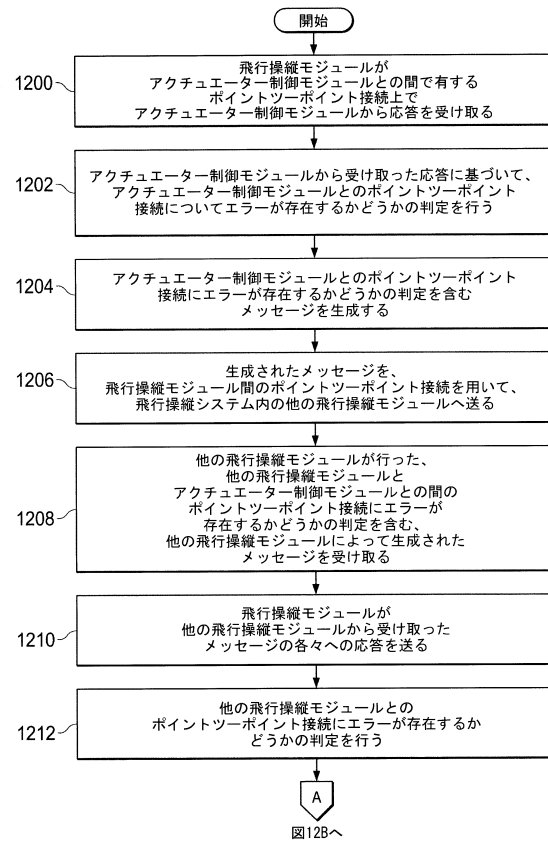 開始
1200
飛行操縦モジュールが
アクチュエーター制御モジュールとの間で有する
ポイントツーポイント接続上で
アクチュエーター制御モジュールから応答を受け取る
1202
アクチュエーター制御モジュールから受け取った応答に基づいて、
アクチュエーター制御モジュールとのポイントツーポイント
接続についてエラーが存在するかどうかの判定を行う
1204
アクチュエーター制御モジュールとのポイントツーポイント
接続にエラーが存在するかどうかの判定を含む
メッセージを生成する
1206
生成されたメッセージを、
飛行操縦モジュール間のポイントツーポイント接続を用いて、
飛行操縦システム内の他の飛行操縦モジュールへ送る
1208
他の飛行操縦モジュールが行った、
他の飛行操縦モジュールと
アクチュエーター制御モジュールとの間の
ポイントツーポイント接続にエラーが
存在するかどうかの判定を含む、
他の飛行操縦モジュールによって生成された
メッセージを受け取る
1210
飛行操縦モジュールが
他の飛行操縦モジュールから受け取った
メッセージの各々への応答を送る
1212
他の飛行操縦モジュールとの
ポイントツーポイント接続にエラーが存在するか
どうかの判定を行う
A
図12Bへ